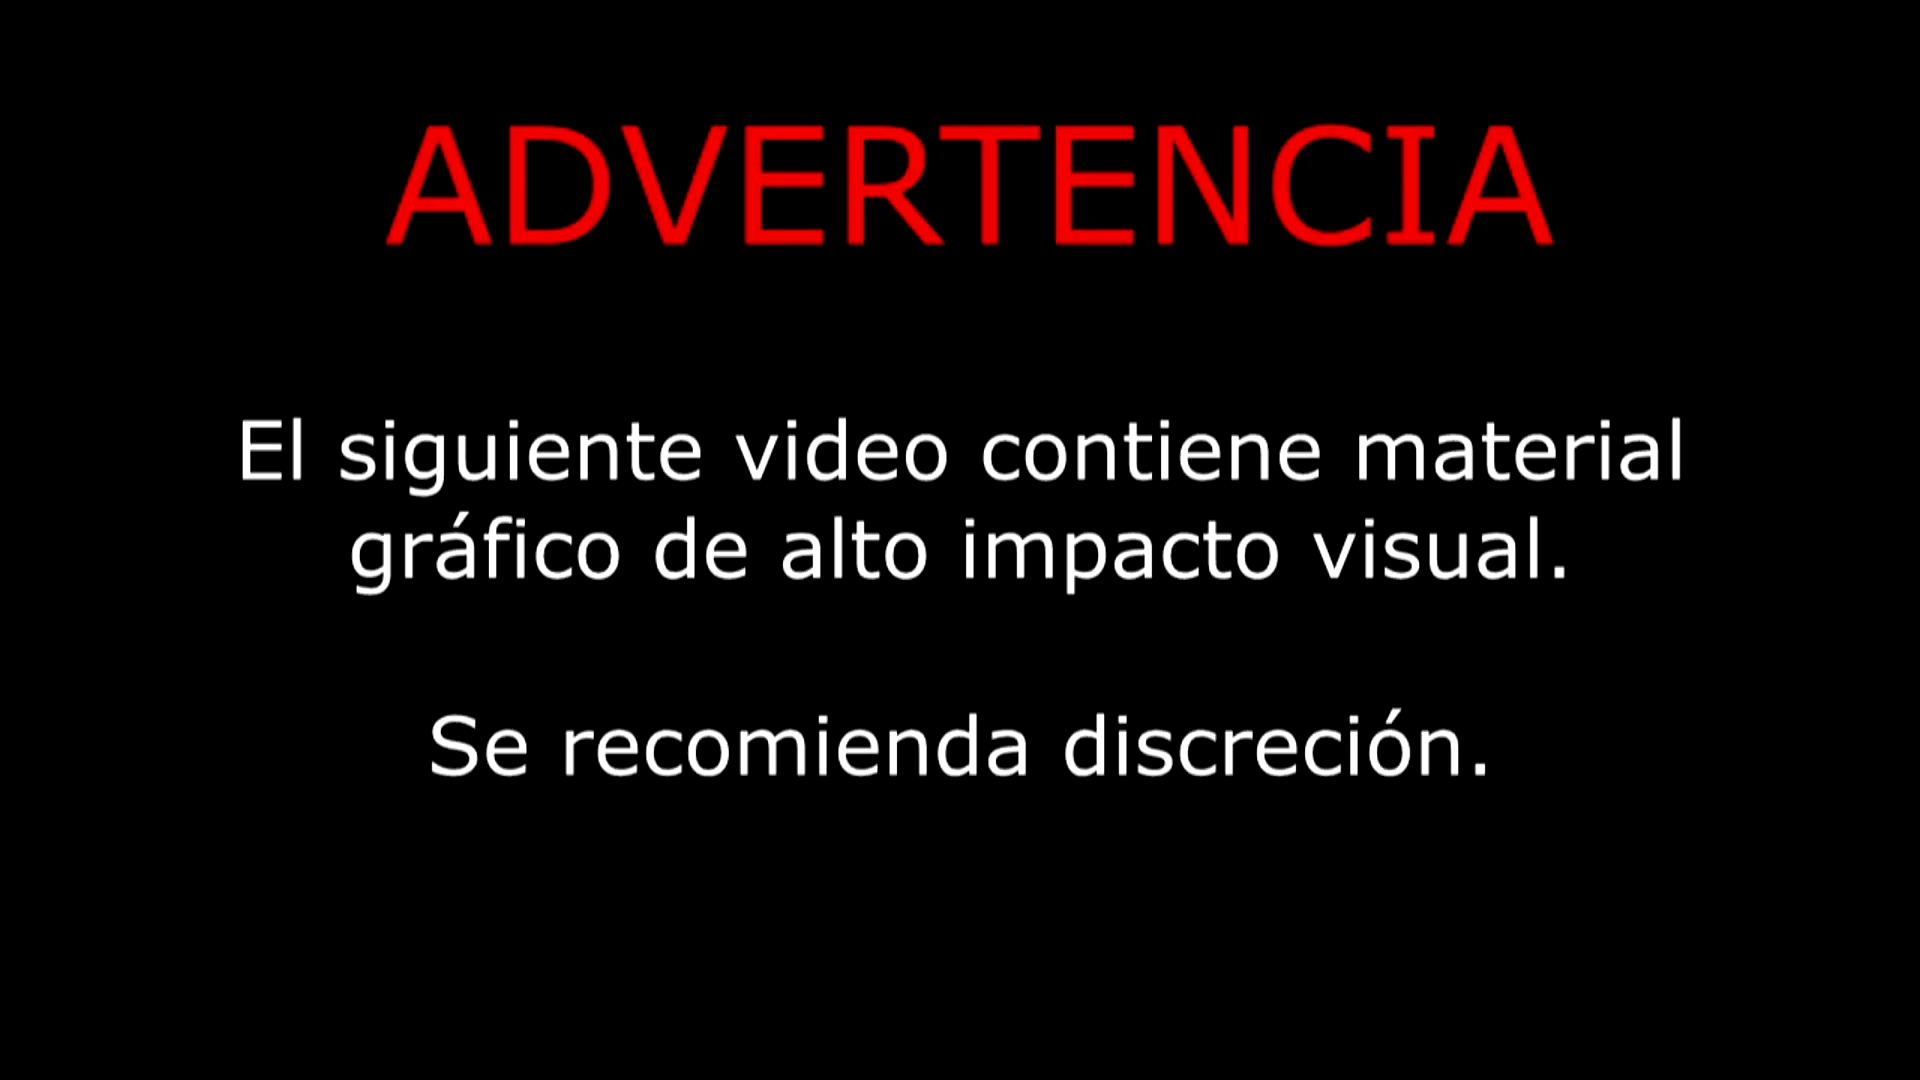 ADVERTENCIA
El siguiente video contiene material
gráfico de alto impacto visual.
Se recomienda discreción.